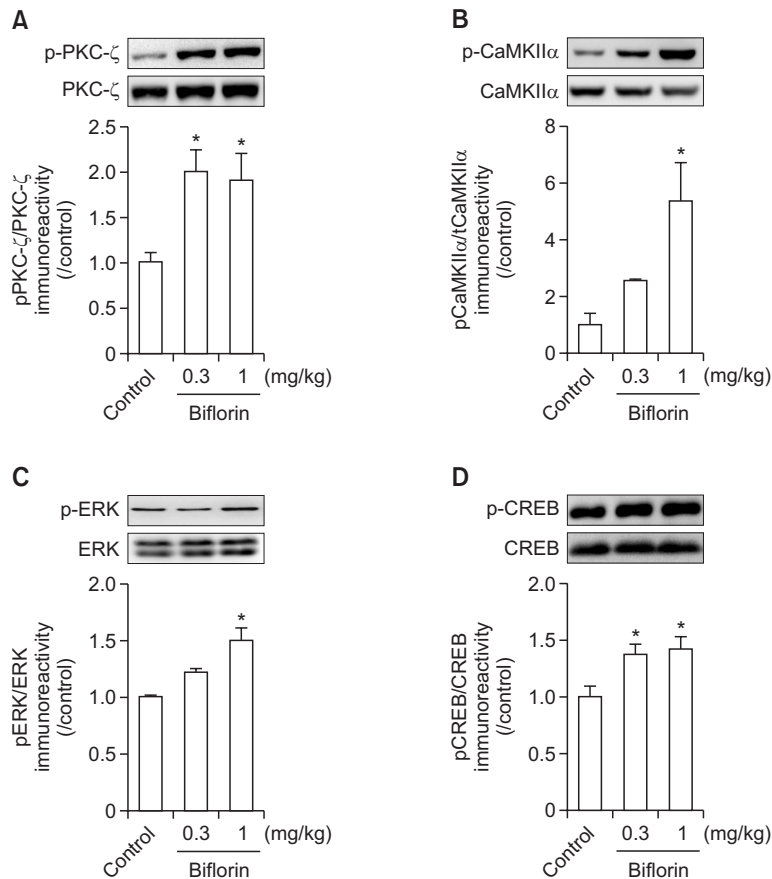 A
p-PKC-ζ
PKC-ζ
pPKC-ζ/PKC-ζ
immunoreactivity
(/control)
2.5
2.0
1.5
1.0
0.5
0
*
*
Control
0.3
1
(mg/kg)
Biflorin
B
p-CaMKIIα
CaMKIIα
pCaMKIIα/tCaMKIIα
immunoreactivity
(/control)
8
6
4
2
0
*
Control
0.3
1
(mg/kg)
Biflorin
C
p-ERK
ERK
pERK/ERK
immunoreactivity
(/control)
2.0
1.5
1.0
0.5
0
*
Control
0.3
1
(mg/kg)
Biflorin
D
p-CREB
CREB
pCREB/CREB
immunoreactivity
(/control)
2.0
1.5
1.0
0.5
0
*
*
Control
0.3
1
(mg/kg)
Biflorin